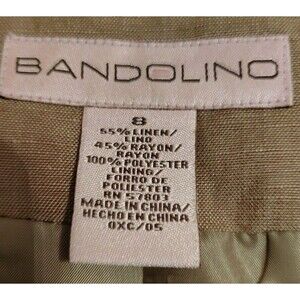 BANDOLINO
8
55% LINEN/
LINO
45% RAYON/
RAYON
100% POLYESTER
LINING/
FORRO DE
POLIESTER
RN 57803
MADE IN CHINA/
HECHO EN CHINA
0XC/05